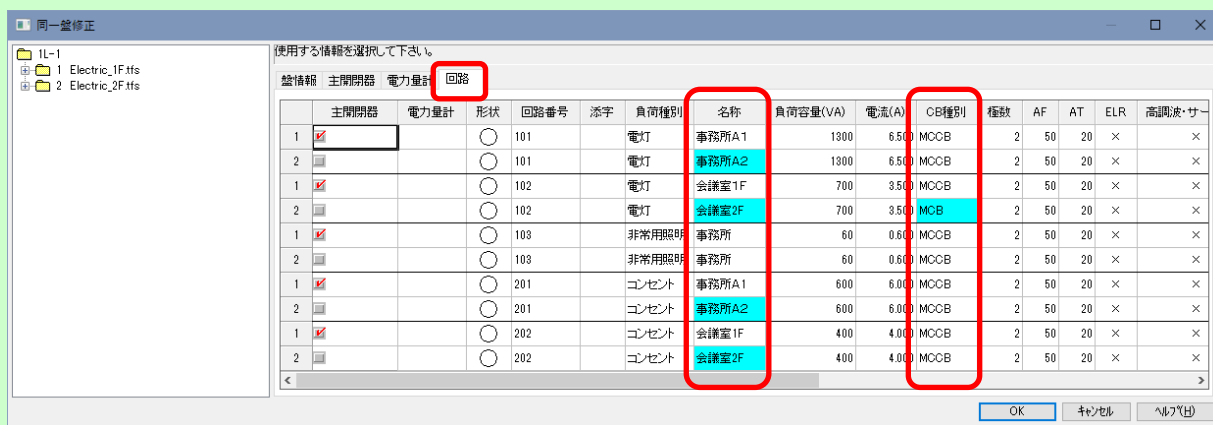 同一盤修正
1L-1
1 Electric_1F.tfs
2 Electric_2F.tfs
使用する情報を選択して下さい。
盤情報 主開閉器 電力量計 回路
主開閉器 電力量計 形状 回路番号 添字 負荷種別 名称 負荷容量(VA) 電流(A) CB種別 極数 AF AT ELR 高調波・サー
1 101 電灯 事務所A1 1300 6.500 MCCB 2 50 20 × ×
2 101 電灯 事務所A2 1300 6.500 MCCB 2 50 20 × ×
1 102 電灯 会議室1F 700 3.500 MCCB 2 50 20 × ×
2 102 電灯 会議室2F 700 3.500 MCB 2 50 20 × ×
1 103 非常用照明 事務所 60 0.600 MCCB 2 50 20 × ×
2 103 非常用照明 事務所 60 0.600 MCCB 2 50 20 × ×
1 201 コンセント 事務所A1 600 6.000 MCCB 2 50 20 × ×
2 201 コンセント 事務所A2 600 6.000 MCCB 2 50 20 × ×
1 202 コンセント 会議室1F 400 4.000 MCCB 2 50 20 × ×
2 202 コンセント 会議室2F 400 4.000 MCCB 2 50 20 × ×
OK キャンセル ヘルプ(H)